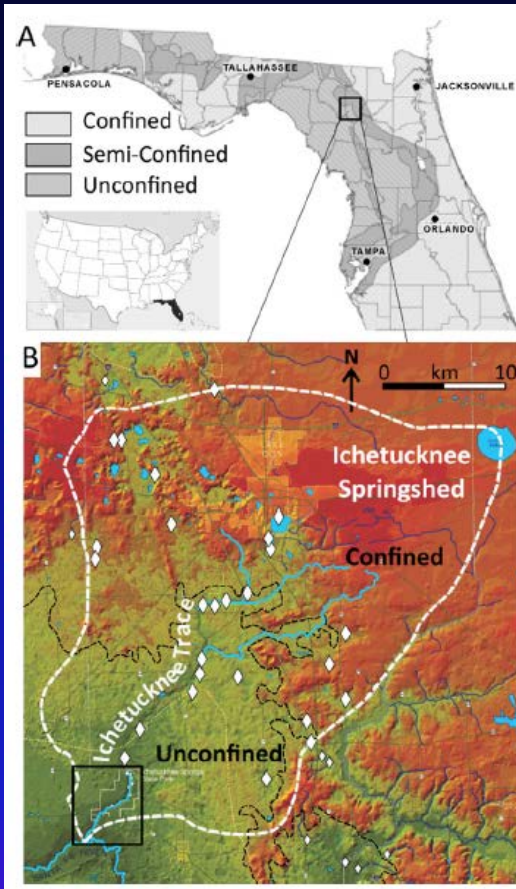 A
PENSACOLA
TALLAHASSEE
JACKSONVILLE
Confined
Semi-Confined
Unconfined
ORLANDO
TAMPA
B
N
0 km 10
Ichetucknee
Springshed
Confined
Ichetucknee Trace
Unconfined